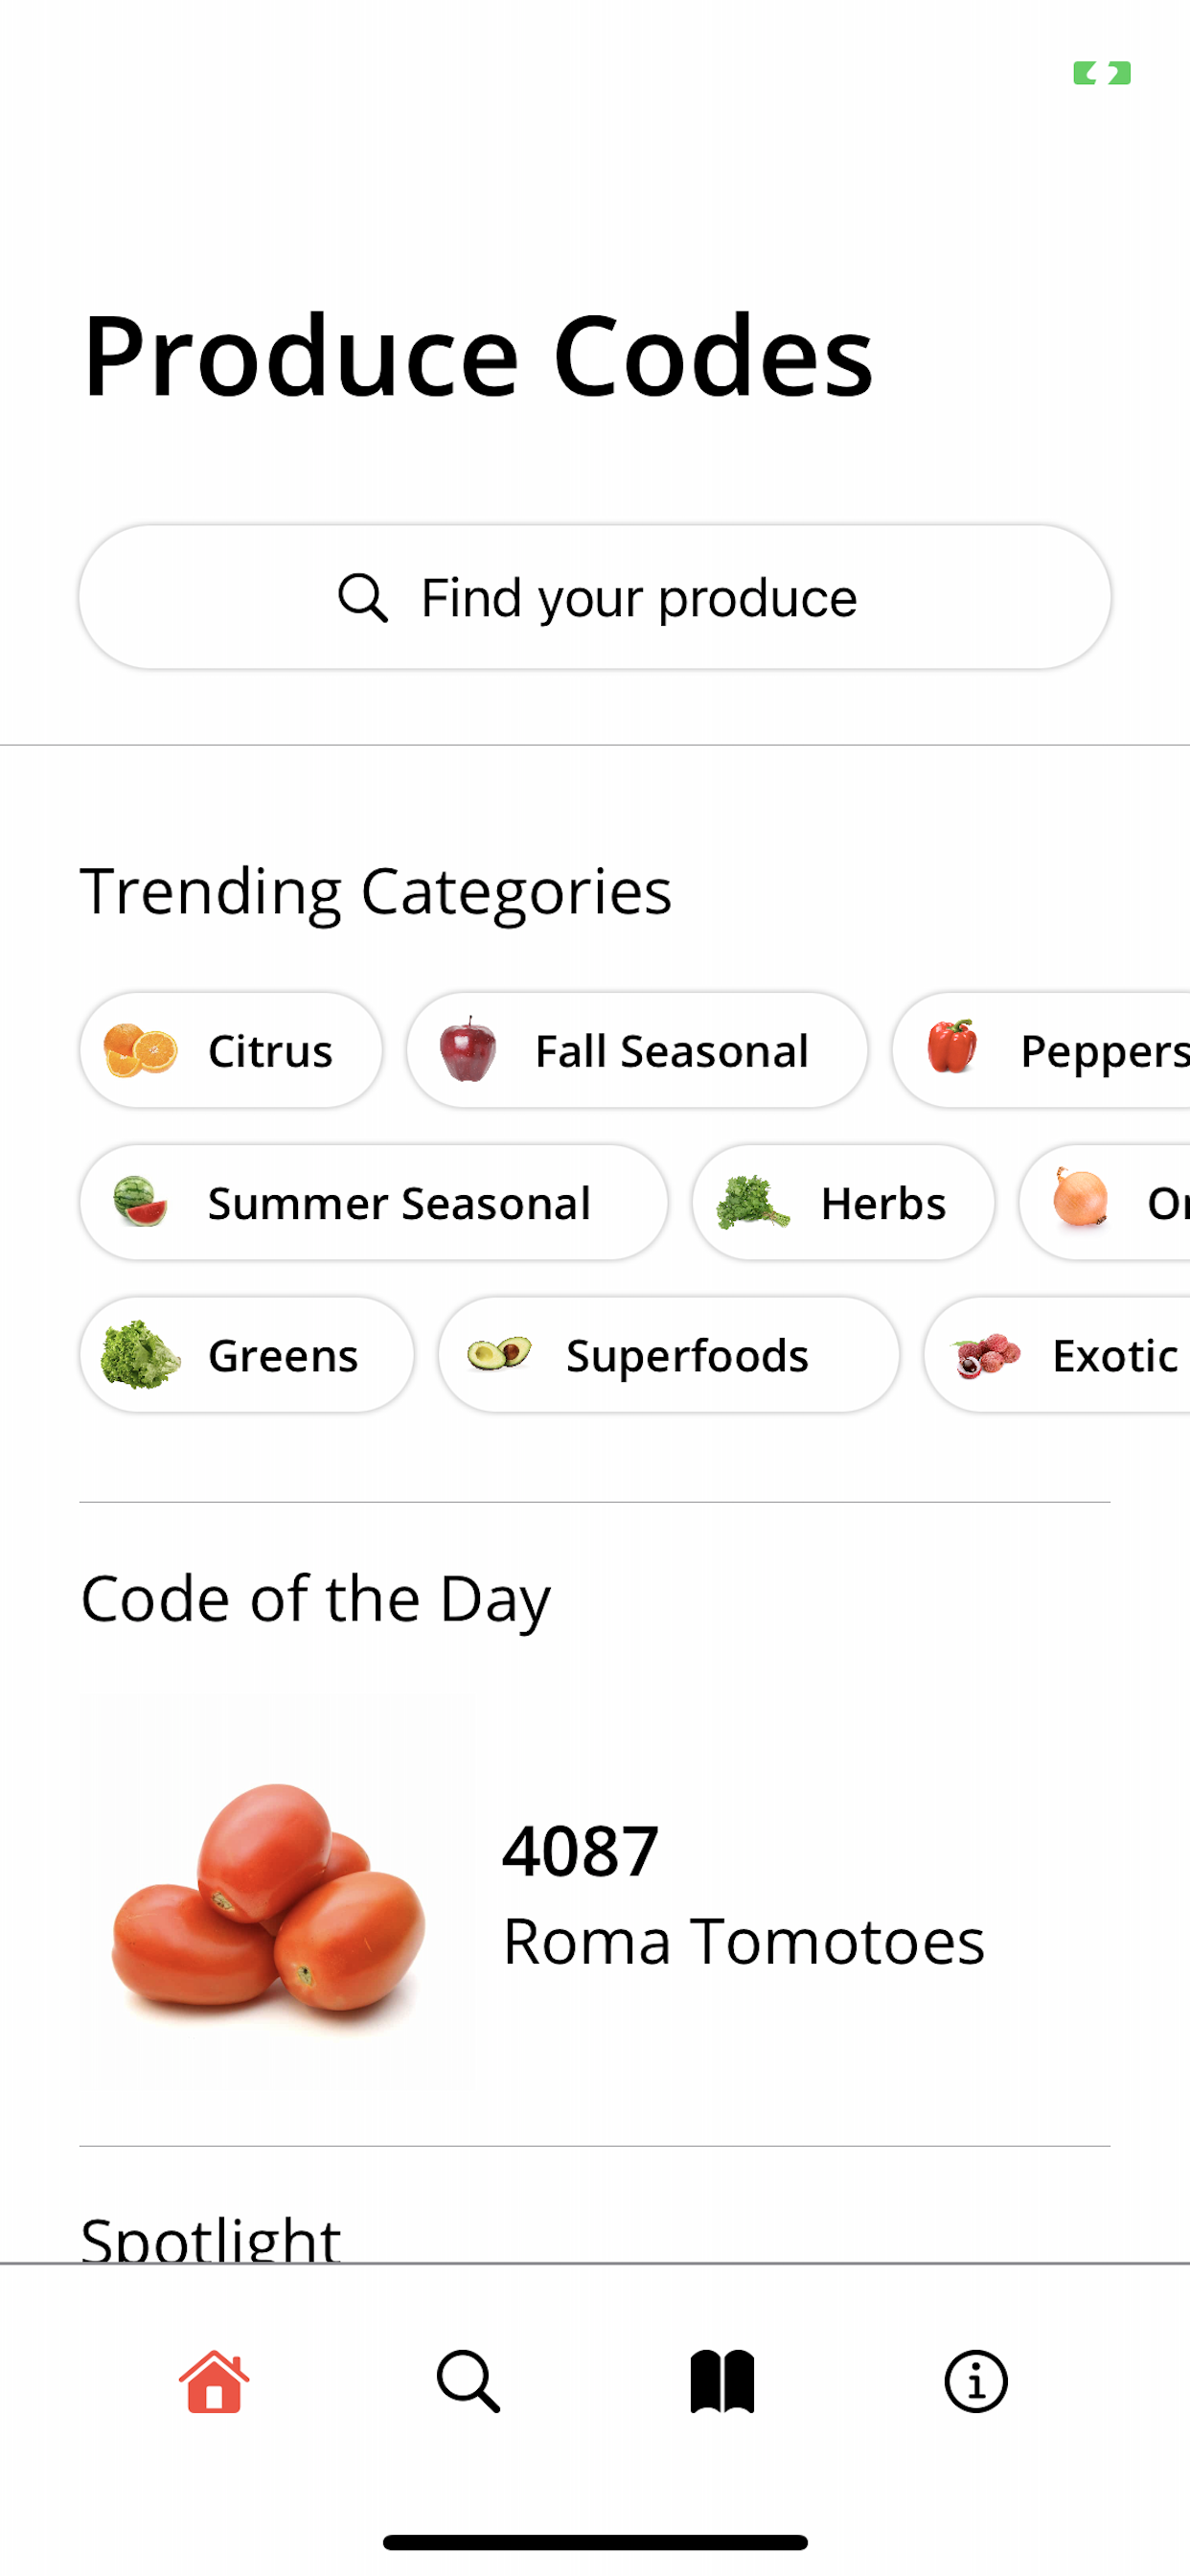 Produce Codes
Find your produce
Trending Categories
Citrus Fall Seasonal Peppers
Summer Seasonal Herbs
Greens Superfoods Exotic
Code of the Day
4087
Roma Tomotoes
Spotlight